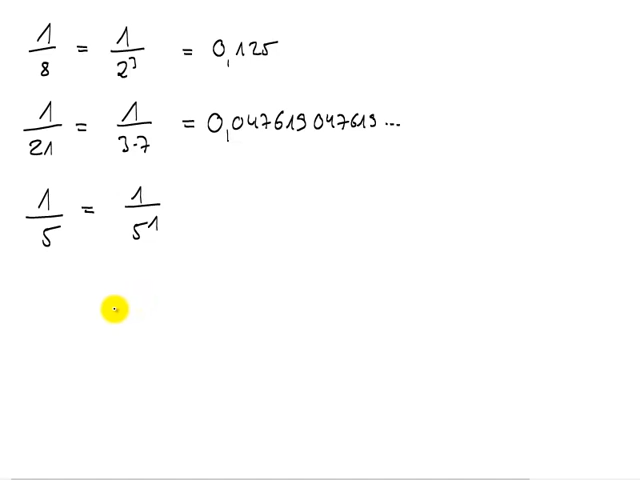 1/8 = 1/2³ = 0,125
1/21 = 1/3·7 = 0,047619047619...
1/5 = 1/5¹